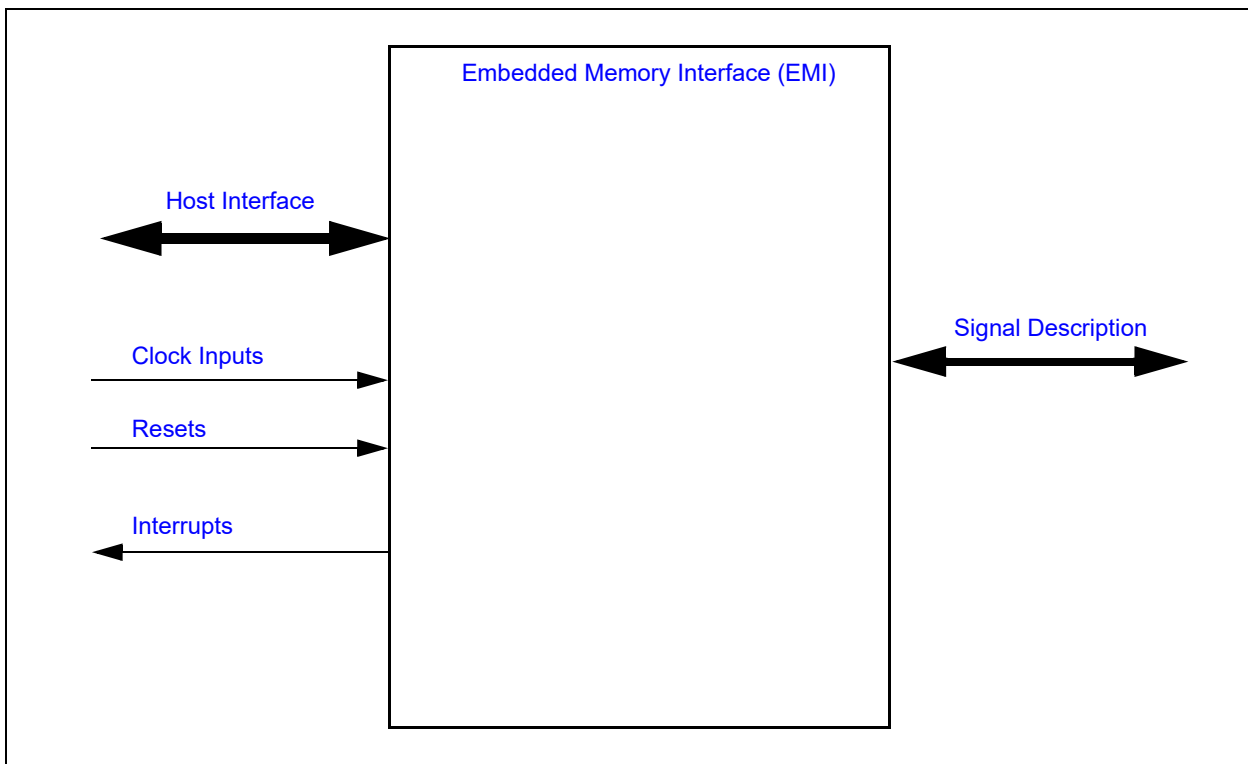 Embedded Memory Interface (EMI)
Host Interface
Signal Description
Clock Inputs
Resets
Interrupts